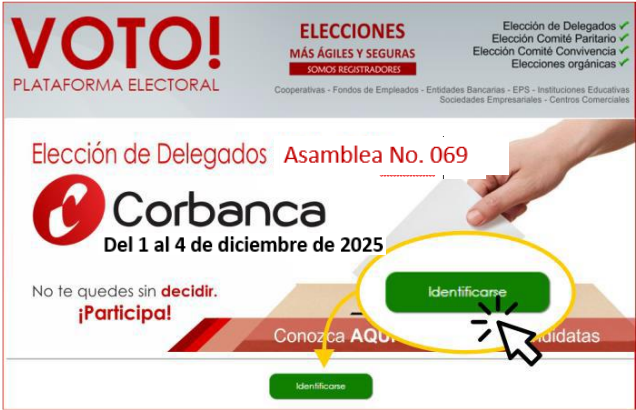 VOTO!
PLATAFORMA ELECTORAL
ELECCIONES
MÁS ÁGILES Y SEGURAS
SOMOS REGISTRADORES
Elección de Delegados
Elección Comité Paritario
Elección Comité Convivencia
Elecciones orgánicas
Cooperativas - Fondos de Empleados - Entidades Bancarias - EPS - Instituciones Educativas
Sociedades Empresariales - Centros Comerciales
Elección de Delegados Asamblea No. 069
Corbanca
Del 1 al 4 de diciembre de 2025
No te quedes sin decidir.
¡Participa!
Identificarse
Conozca
Identificarse